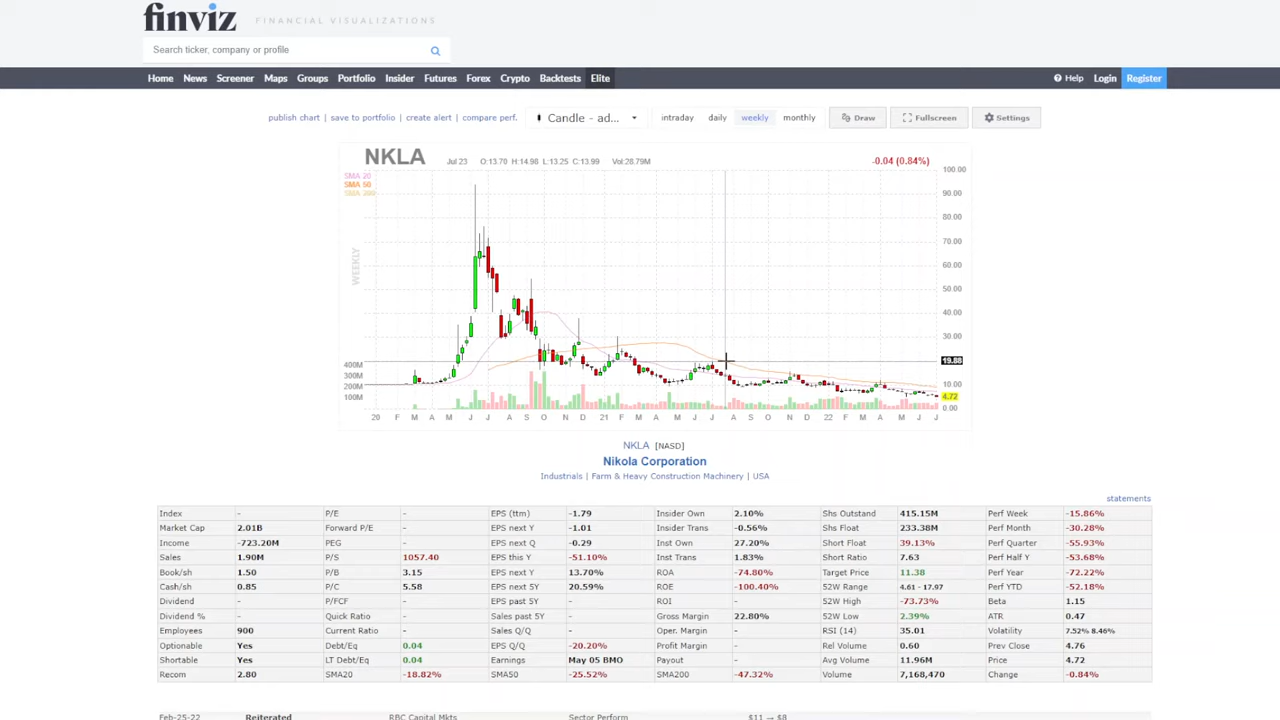 finviz FINANCIAL VISUALIZATIONS
Search ticker, company or profile
Home News Screener Maps Groups Portfolio Insider Futures Forex Crypto Backtests Elite Help Login Register
publish chart | save to portfolio | create alert | compare perf. Candle - ad... intraday daily weekly monthly Draw Fullscreen Settings
NKLA Jul 23 O:13.70 H:14.98 L:13.25 C:13.99 Vol:28.79M -0.04 (0.84%)
100.00
SMA 20
SMA 50
SMA 200
90.00
80.00
70.00
WEEKLY
60.00
50.00
40.00
30.00
19.88
400M
300M
200M
10.00
100M
4.72
0.00
20 F M A M J J A S O N D 21 F M A M J J A S O N D 22 F M A M J J
NKLA [NASD]
Nikola Corporation
Industrials | Farm & Heavy Construction Machinery | USA
statements
Index - P/E - EPS (ttm) -1.79 Insider Own 2.10% Shs Outstand 415.15M Perf Week -15.86%
Market Cap 2.01B Forward P/E - EPS next Y -1.01 Insider Trans -0.56% Shs Float 233.38M Perf Month -30.28%
Income -723.20M PEG - EPS next Q -0.29 Inst Own 27.20% Short Float 39.13% Perf Quarter -55.93%
Sales 1.90M P/S 1057.40 EPS this Y -51.10% Inst Trans 1.83% Short Ratio 7.63 Perf Half Y -53.68%
Book/sh 1.50 P/B 3.15 EPS next Y 13.70% ROA -74.80% Target Price 11.38 Perf Year -72.22%
Cash/sh 0.85 P/C 5.58 EPS next 5Y 20.59% ROE -100.40% 52W Range 4.61 - 17.97 Perf YTD -52.18%
Dividend - P/FCF - EPS past 5Y - ROI - 52W High -73.73% Beta 1.15
Dividend % - Quick Ratio - Sales past 5Y - Gross Margin 22.80% 52W Low 2.39% ATR 0.47
Employees 900 Current Ratio - Sales Q/Q - Oper. Margin - RSI (14) 35.01 Volatility 7.52% 8.46%
Optionable Yes Debt/Eq 0.04 EPS Q/Q -20.20% Profit Margin - Rel Volume 0.60 Prev Close 4.76
Shortable Yes LT Debt/Eq 0.04 Earnings May 05 BMO Payout - Avg Volume 11.96M Price 4.72
Recom 2.80 SMA20 -18.82% SMA50 -25.52% SMA200 -47.32% Volume 7,168,470 Change -0.84%
Feb-25-22 Reiterated RBC Capital Mkts Sector Perform $11 → $8